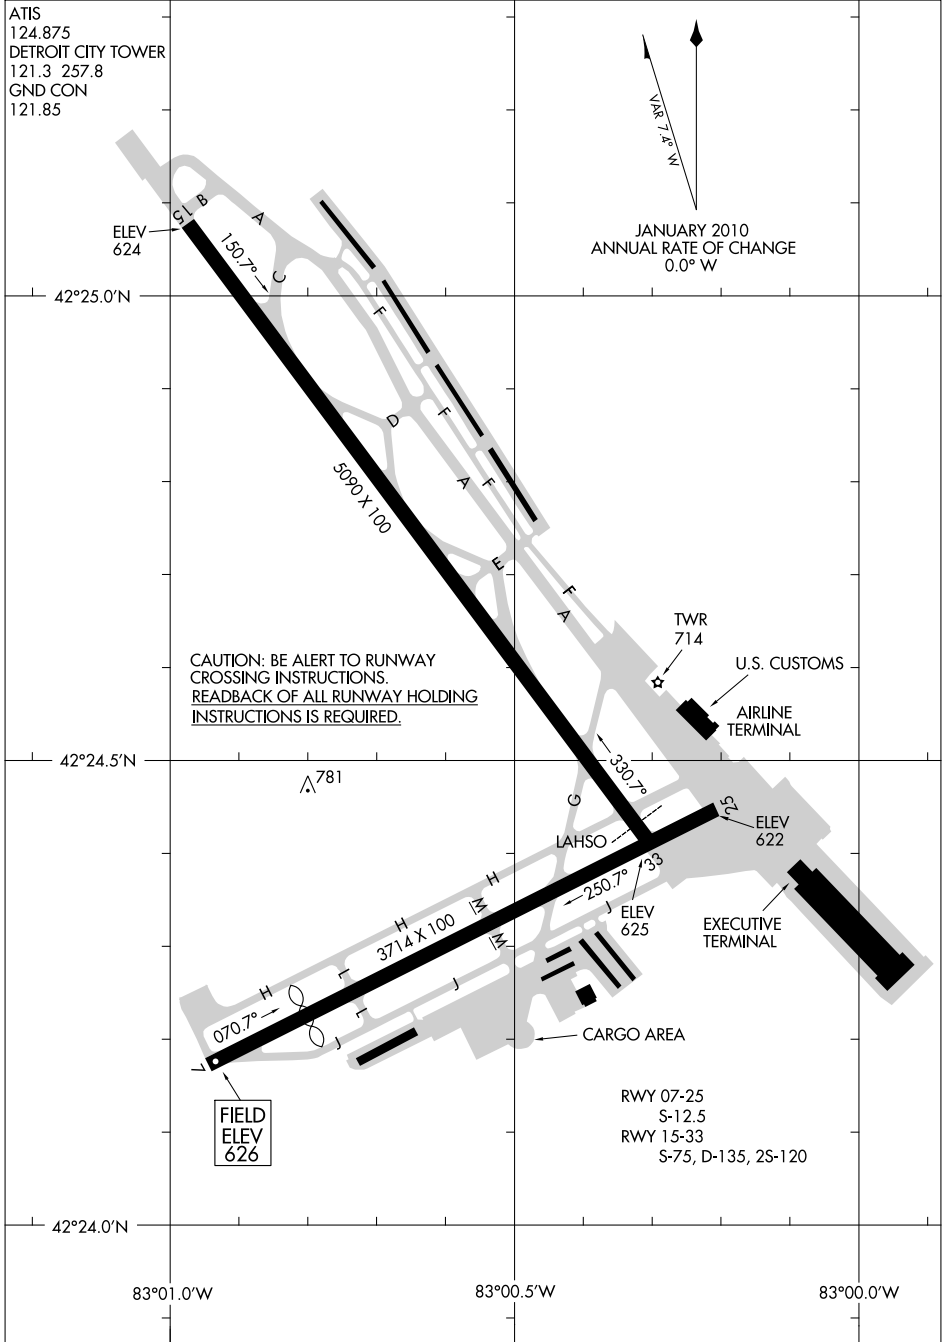 ATIS
124.875
DETROIT CITY TOWER
121.3 257.8
GND CON
121.85
VAR 7.4° W
JANUARY 2010
ANNUAL RATE OF CHANGE
0.0° W
B
A
15
ELEV
624
150.7°
C
42°25.0'N
F
D
F
A
F
5090 X 100
E
F
A
TWR
714
U.S. CUSTOMS
AIRLINE
TERMINAL
CAUTION: BE ALERT TO RUNWAY
CROSSING INSTRUCTIONS.
READBACK OF ALL RUNWAY HOLDING
INSTRUCTIONS IS REQUIRED.
42°24.5'N
781
330.7°
G
25
LAHSO
ELEV
622
33
H
250.7°
J
ELEV
625
M
H
3714 X 100
M
EXECUTIVE
TERMINAL
L
J
H
L
070.7°
J
CARGO AREA
7
FIELD
ELEV
626
RWY 07-25
S-12.5
RWY 15-33
S-75, D-135, 2S-120
42°24.0'N
83°01.0'W
83°00.5'W
83°00.0'W